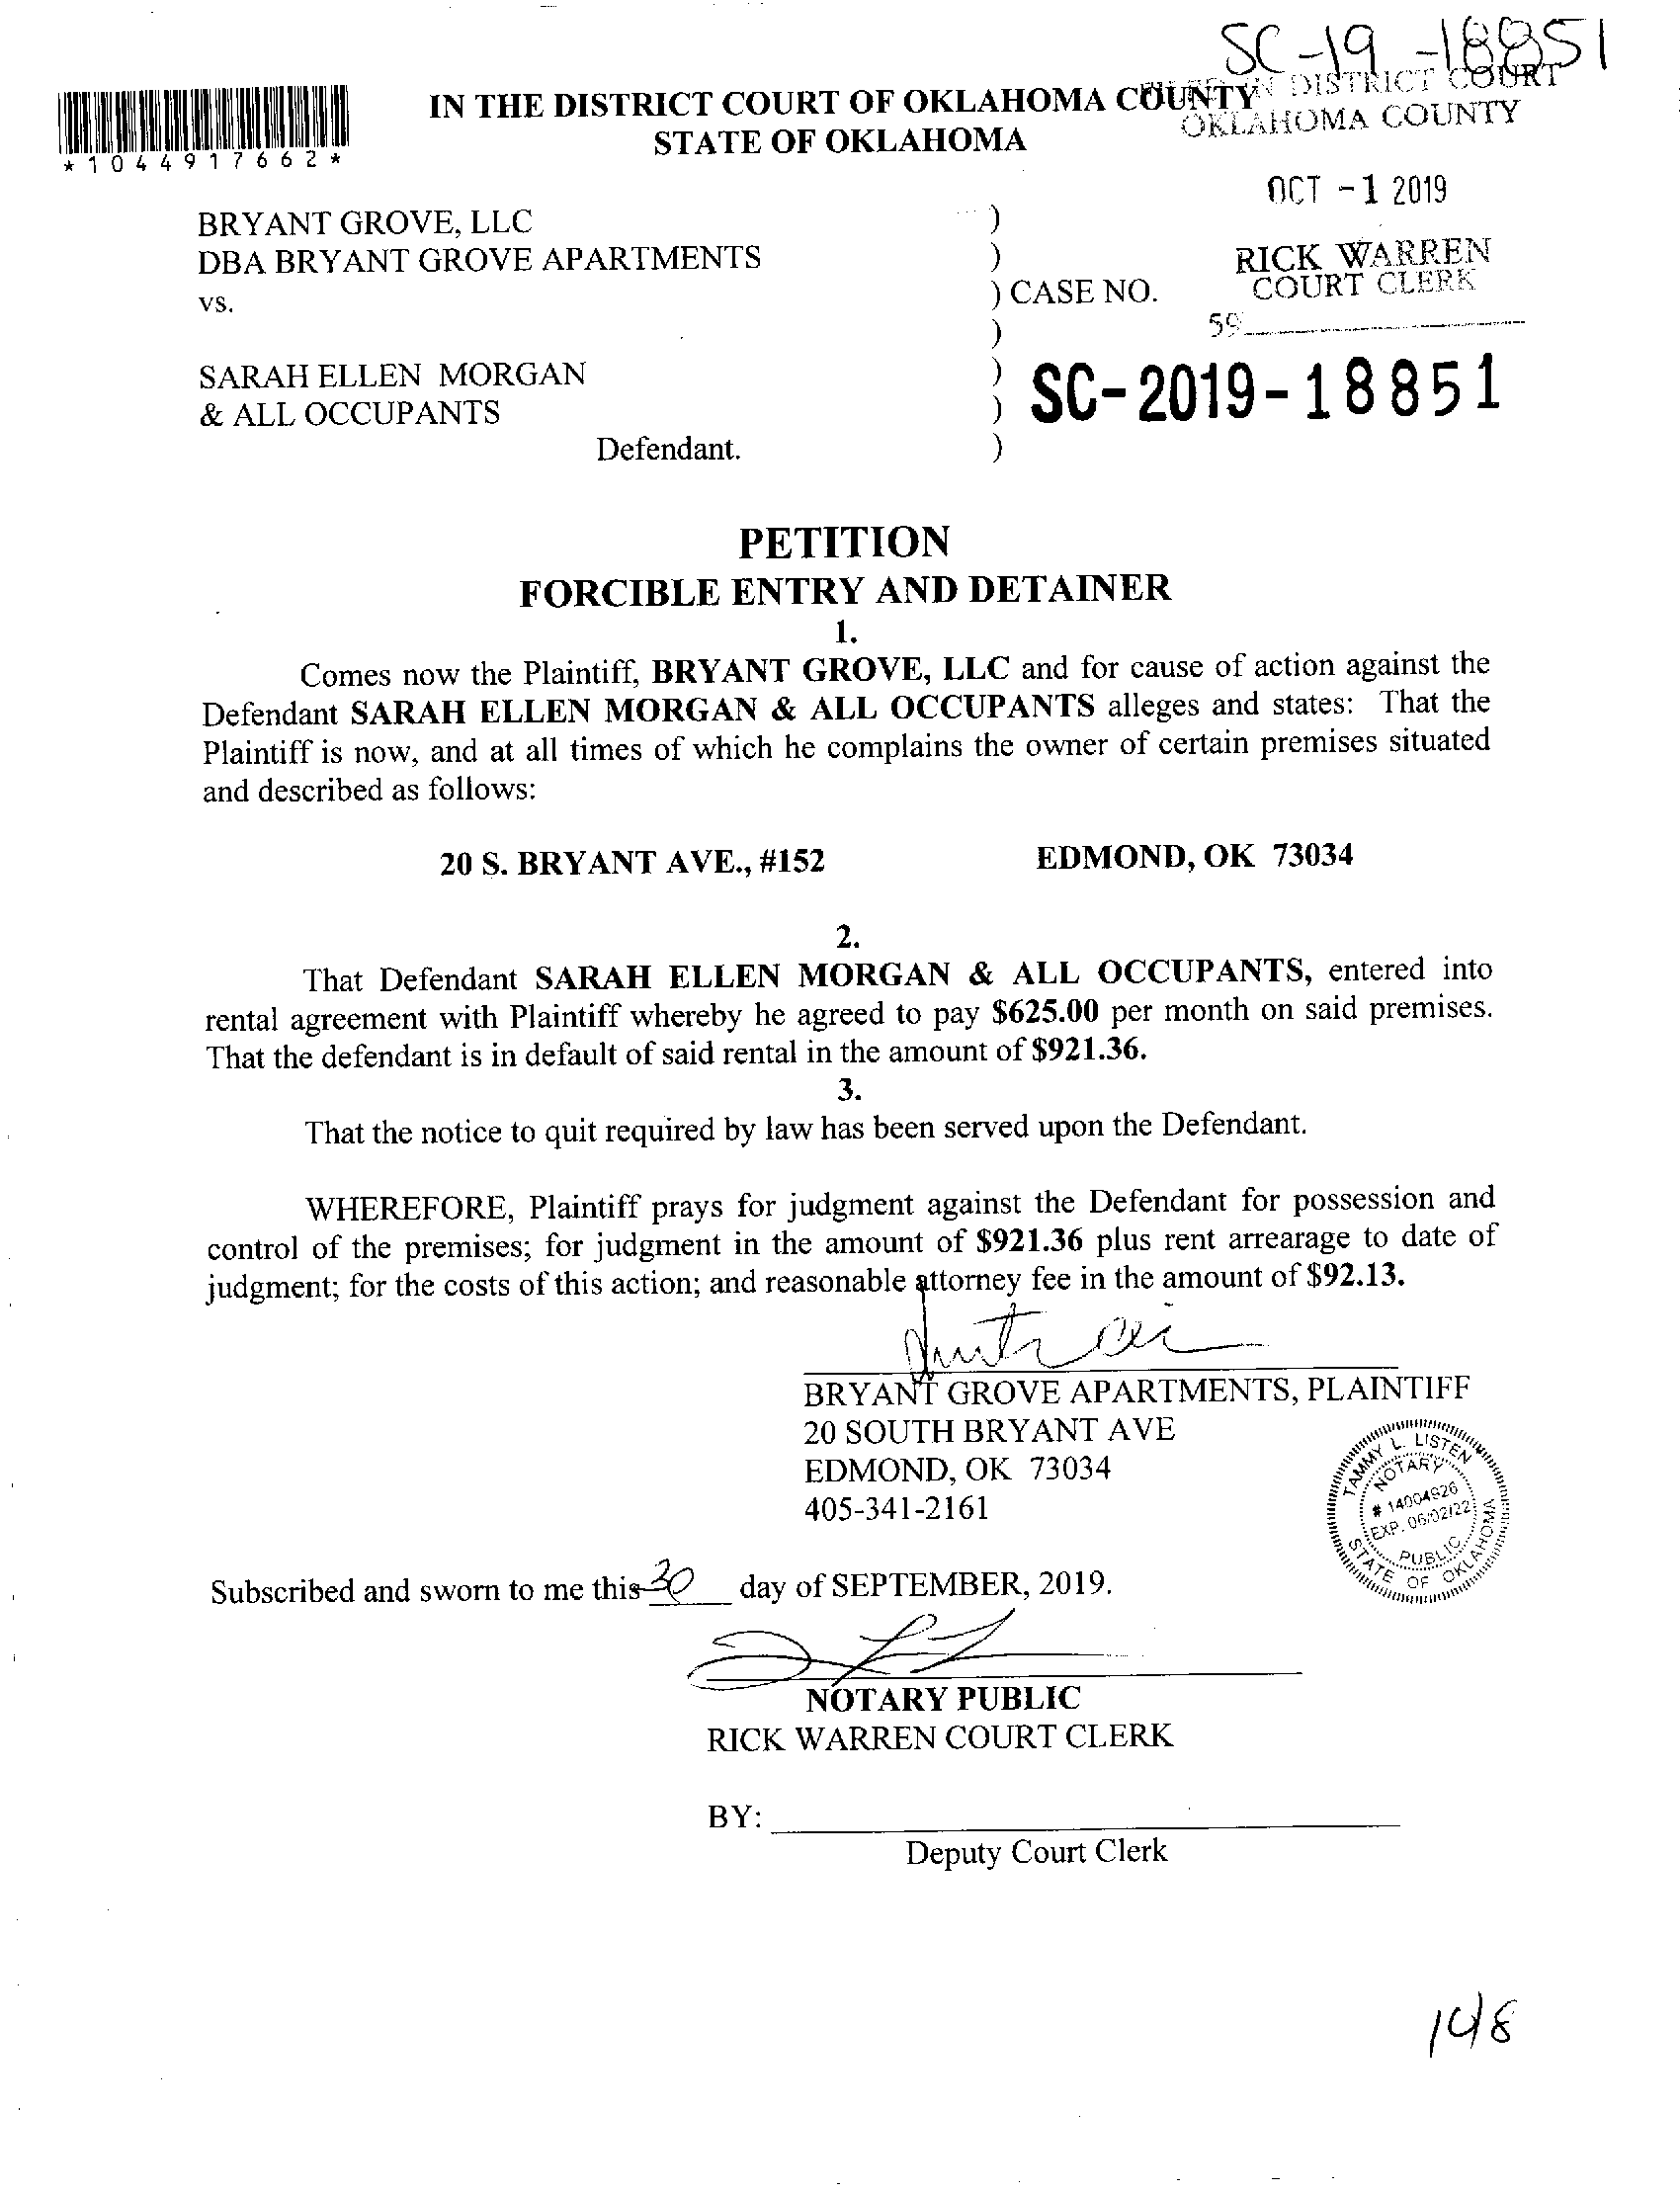 SC-19-18851
IN THE DISTRICT COURT OF OKLAHOMA COUNTY
STATE OF OKLAHOMA
IN DISTRICT COURT
OKLAHOMA COUNTY
*1044917662*
OCT -1 2019
RICK WARREN
COURT CLERK
59
BRYANT GROVE, LLC )
DBA BRYANT GROVE APARTMENTS )
vs. ) CASE NO.
)
SARAH ELLEN MORGAN )
& ALL OCCUPANTS ) SC-2019-18851
Defendant. )
PETITION
FORCIBLE ENTRY AND DETAINER
1.
Comes now the Plaintiff, BRYANT GROVE, LLC and for cause of action against the
Defendant SARAH ELLEN MORGAN & ALL OCCUPANTS alleges and states: That the
Plaintiff is now, and at all times of which he complains the owner of certain premises situated
and described as follows:
20 S. BRYANT AVE., #152 EDMOND, OK 73034
2.
That Defendant SARAH ELLEN MORGAN & ALL OCCUPANTS, entered into
rental agreement with Plaintiff whereby he agreed to pay $625.00 per month on said premises.
That the defendant is in default of said rental in the amount of $921.36.
3.
That the notice to quit required by law has been served upon the Defendant.
WHEREFORE, Plaintiff prays for judgment against the Defendant for possession and
control of the premises; for judgment in the amount of $921.36 plus rent arrearage to date of
judgment; for the costs of this action; and reasonable attorney fee in the amount of $92.13.
BRYANT GROVE APARTMENTS, PLAINTIFF
20 SOUTH BRYANT AVE
EDMOND, OK 73034
405-341-2161
TAMMY L. LISTEN
NOTARY
# 14004926
EXP. 06/02/22
PUBLIC
STATE OF OKLAHOMA
Subscribed and sworn to me this 30 day of SEPTEMBER, 2019.
NOTARY PUBLIC
RICK WARREN COURT CLERK
BY:
Deputy Court Clerk